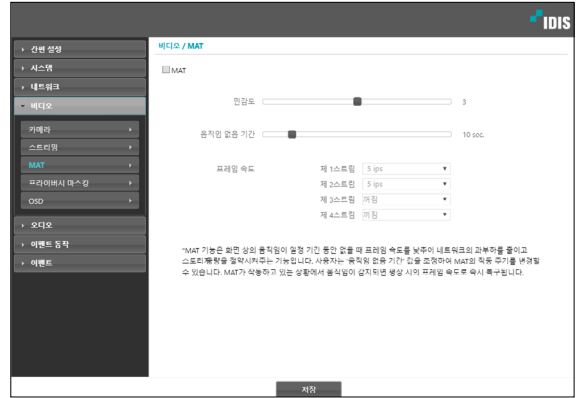 IDIS
간편 설정
시스템
네트워크
비디오
카메라
스트리밍
MAT
프라이버시 마스킹
OSD
오디오
이벤트 동작
이벤트
비디오 / MAT
MAT
민감도 3
움직임 없음 기간 10 sec.
프레임 속도 제 1스트림 5 ips
제 2스트림 5 ips
제 3스트림 꺼짐
제 4스트림 꺼짐
*MAT 기능은 화면 상의 움직임이 일정 기간 동안 없을 때 프레임 속도를 낮추어 네트워크의 과부하를 줄이고
스토리지 용량을 절약시켜주는 기능입니다. 사용자는 '움직임 없음 기간' 값을 조정하여 MAT의 작동 주기를 변경할
수 있습니다. MAT가 작동하고 있는 상황에서 움직임이 감지되면 평상 시의 프레임 속도로 즉시 복구됩니다.
저장